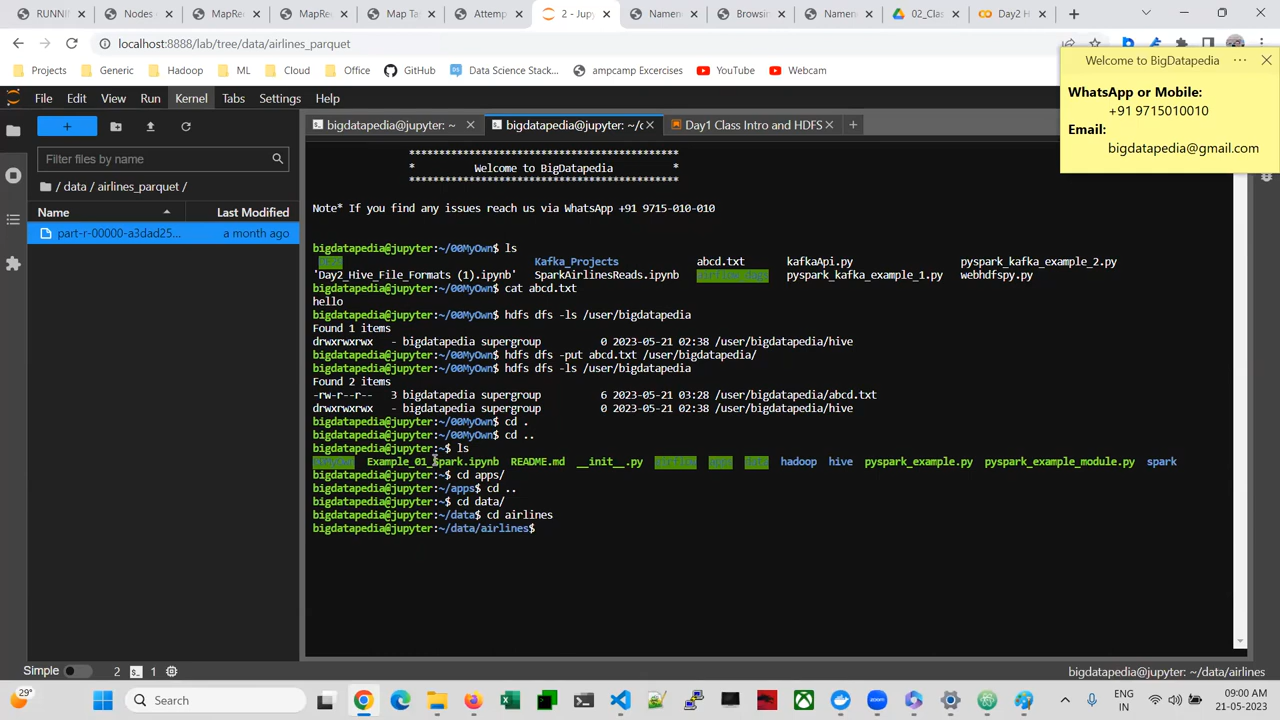 RUNNI
Nodes
MapRe
MapRe
Map Ta
Attemp
2 - Jupy
Namen
Browsin
Namen
02_Clas
Day2 H
localhost:8888/lab/tree/data/airlines_parquet
Projects
Generic
Hadoop
ML
Cloud
Office
GitHub
Data Science Stack...
ampcamp Excercises
YouTube
Webcam
Welcome to BigDatapedia
WhatsApp or Mobile:
+91 9715010010
Email:
bigdatapedia@gmail.com
File Edit View Run Kernel Tabs Settings Help
bigdatapedia@jupyter: ~
bigdatapedia@jupyter: ~/c
Day1 Class Intro and HDFS
Filter files by name
/ data / airlines_parquet /
Name Last Modified
part-r-00000-a3dad25... a month ago
*****************************************
* Welcome to BigDatapedia *
*****************************************
Note* If you find any issues reach us via WhatsApp +91 9715-010-010
bigdatapedia@jupyter:~/00MyOwn$ ls
Kafka_Projects abcd.txt kafkaApi.py pyspark_kafka_example_2.py
'Day2_Hive_File_Formats (1).ipynb' SparkAirlinesReads.ipynb airflow_dags pyspark_kafka_example_1.py webhdfspy.py
bigdatapedia@jupyter:~/00MyOwn$ cat abcd.txt
hello
bigdatapedia@jupyter:~/00MyOwn$ hdfs dfs -ls /user/bigdatapedia
Found 1 items
drwxrwxrwx - bigdatapedia supergroup 0 2023-05-21 02:38 /user/bigdatapedia/hive
bigdatapedia@jupyter:~/00MyOwn$ hdfs dfs -put abcd.txt /user/bigdatapedia/
bigdatapedia@jupyter:~/00MyOwn$ hdfs dfs -ls /user/bigdatapedia
Found 2 items
-rw-r--r-- 3 bigdatapedia supergroup 6 2023-05-21 03:28 /user/bigdatapedia/abcd.txt
drwxrwxrwx - bigdatapedia supergroup 0 2023-05-21 02:38 /user/bigdatapedia/hive
bigdatapedia@jupyter:~/00MyOwn$ cd .
bigdatapedia@jupyter:~/00MyOwn$ cd ..
bigdatapedia@jupyter:~$ ls
Example_01_Spark.ipynb README.md __init__.py airflow apps data hadoop hive pyspark_example.py pyspark_example_module.py spark
bigdatapedia@jupyter:~$ cd apps/
bigdatapedia@jupyter:~/apps$ cd ..
bigdatapedia@jupyter:~$ cd data/
bigdatapedia@jupyter:~/data$ cd airlines
bigdatapedia@jupyter:~/data/airlines$
Simple 2 1
bigdatapedia@jupyter: ~/data/airlines
29°
Search
ENG
IN
09:00 AM
21-05-2023